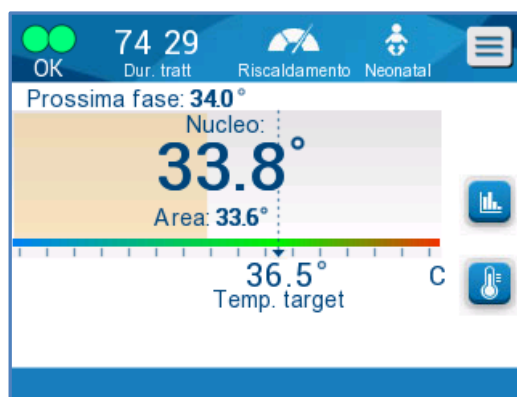 74 29
OK Dur. tratt Riscaldamento Neonatal
Prossima fase: 34.0°
Nucleo:
33.8°
Area: 33.6°
36.5° C
Temp. target